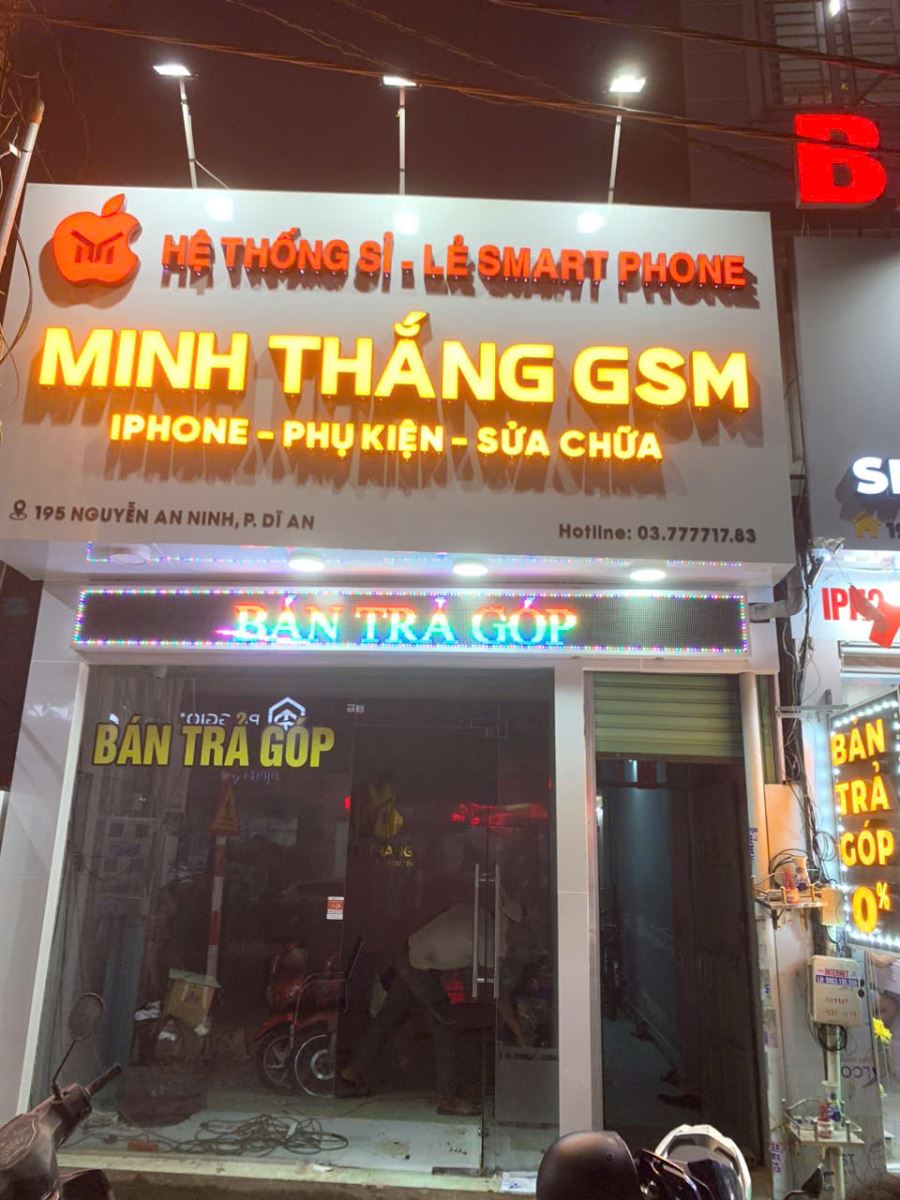 B
HỆ THỐNG SỈ - LẺ SMART PHONE
MINH THẮNG GSM
IPHONE - PHỤ KIỆN - SỬA CHỮA
195 NGUYỄN AN NINH, P. DĨ AN
Hotline: 03.777717.83
BÁN TRẢ GÓP
BÁN TRẢ GÓP
BÁN
TRẢ
GÓP
0%
INTERNET